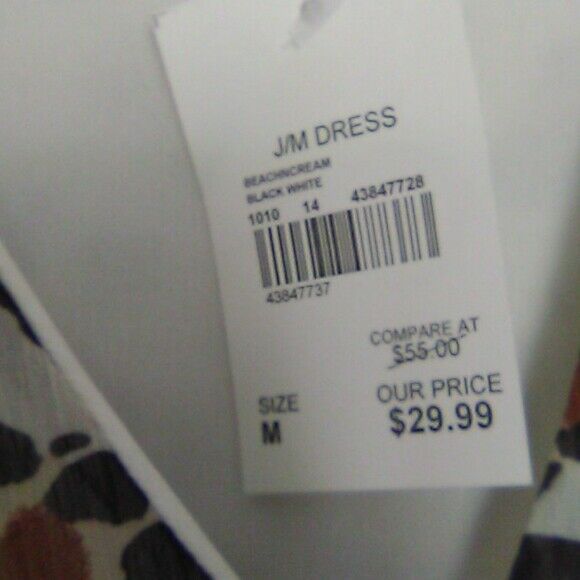 J/M DRESS
BEACHNCREAM
BLACK WHITE
1010 14 43847728
43847737
COMPARE AT
$55.00
SIZE OUR PRICE
M $29.99